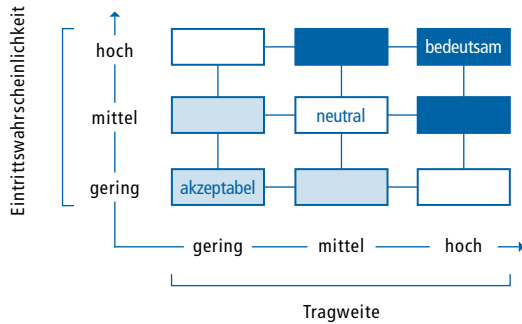 Eintrittswahrscheinlichkeit
hoch
bedeutsam
mittel
neutral
gering
akzeptabel
gering
mittel
hoch
Tragweite